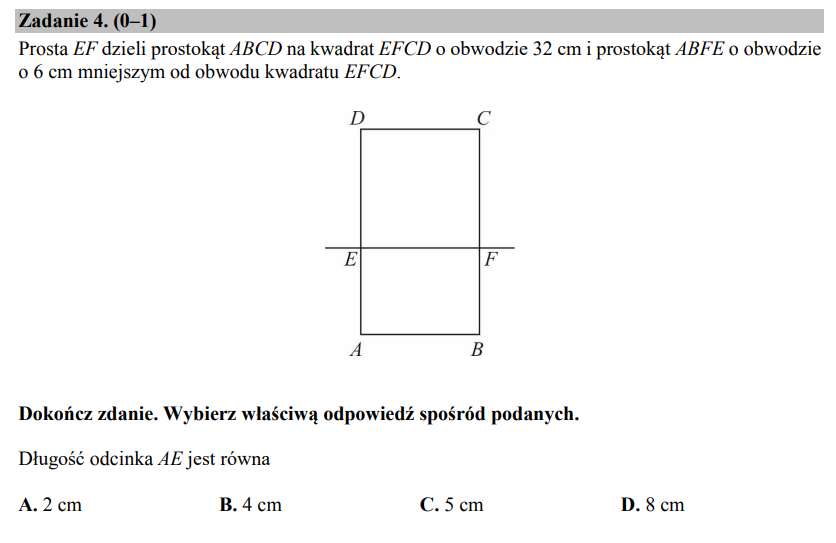 Zadanie 4. (0–1)
Prosta EF dzieli prostokąt ABCD na kwadrat EFCD o obwodzie 32 cm i prostokąt ABFE o obwodzie
o 6 cm mniejszym od obwodu kwadratu EFCD.
D C
E F
A B
Dokończ zdanie. Wybierz właściwą odpowiedź spośród podanych.
Długość odcinka AE jest równa
A. 2 cm B. 4 cm C. 5 cm D. 8 cm